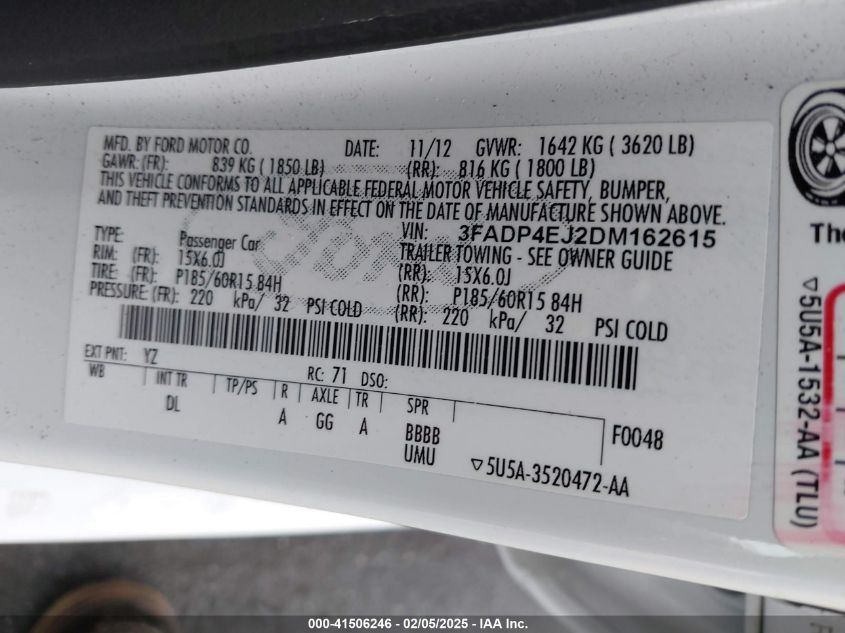 MFD. BY FORD MOTOR CO.
DATE: 11/12 GVWR: 1642 KG ( 3620 LB)
GAWR: (FR): 839 KG ( 1850 LB) (RR): 816 KG ( 1800 LB)
THIS VEHICLE CONFORMS TO ALL APPLICABLE FEDERAL MOTOR VEHICLE SAFETY, BUMPER,
AND THEFT PREVENTION STANDARDS IN EFFECT ON THE DATE OF MANUFACTURE SHOWN ABOVE.
VIN: 3FADP4EJ2DM162615
TYPE: Passenger Car TRAILER TOWING - SEE OWNER GUIDE
RIM: (FR): 15X6.0J (RR): 15X6.0J
TIRE: (FR): P185/60R15 84H (RR): P185/60R15 84H
PRESSURE: (FR): 220 kPa/ 32 PSI COLD (RR): 220 kPa/ 32 PSI COLD
EXT PNT: YZ RC: 71 DSO:
WB INT TR TP/PS R AXLE TR SPR
DL A GG A BBBB F0048
UMU ▽5U5A-3520472-AA
The
▽5U5A-1532-AA (TLU)
000-41506246 - 02/05/2025 - IAA Inc.